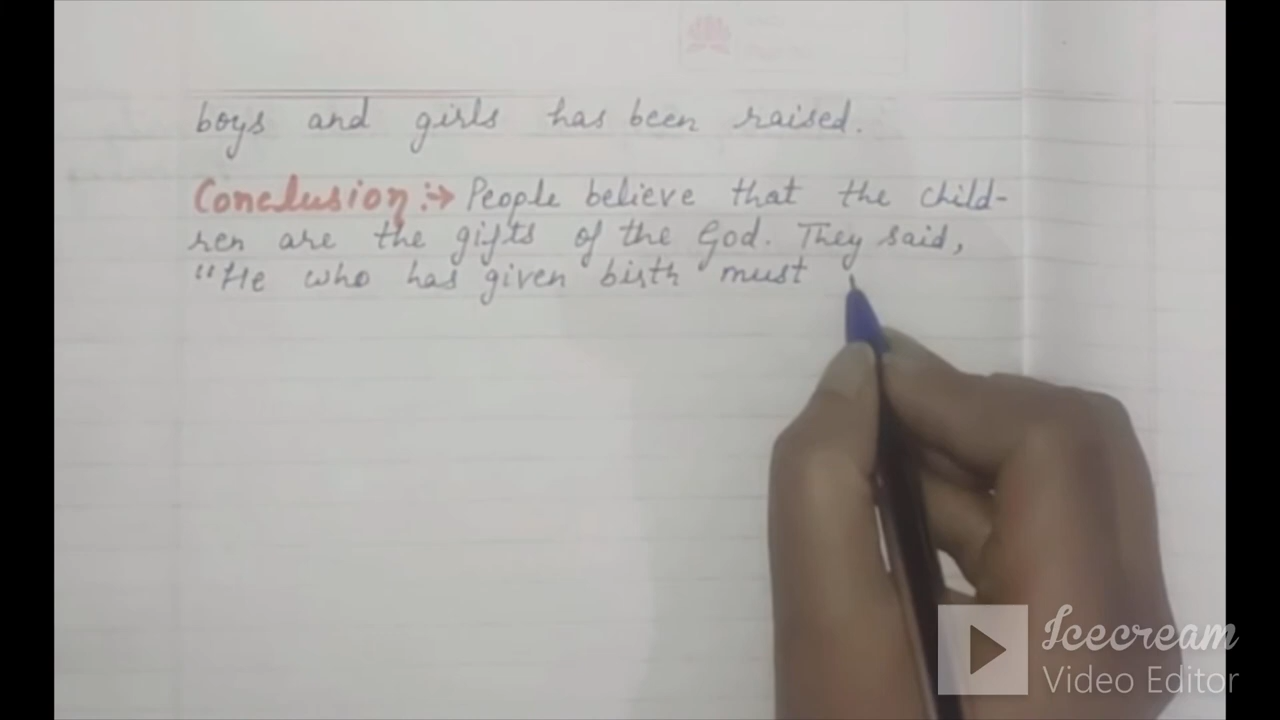 boys and girls has been raised.
Conclusion :→ People believe that the child-
ren are the gifts of the God. They said,
"He who has given birth must
Icecream
Video Editor